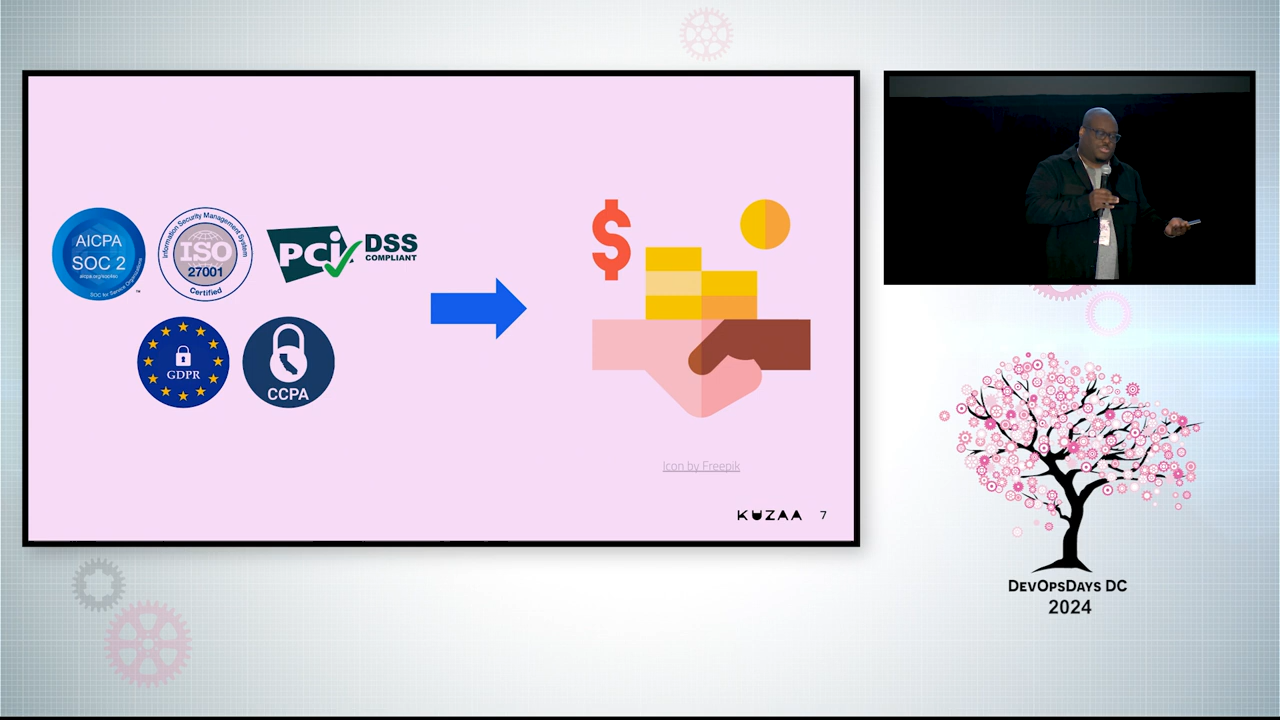 AICPA
SOC 2
aicpa.org/soc4so
SOC for Service Organizations
TM
Information Security Management System
ISO
27001
Certified
PCi
DSS
COMPLIANT
GDPR
CCPA
$
Icon by Freepik
KUZAA 7
DEVOPSDAYS DC
2024